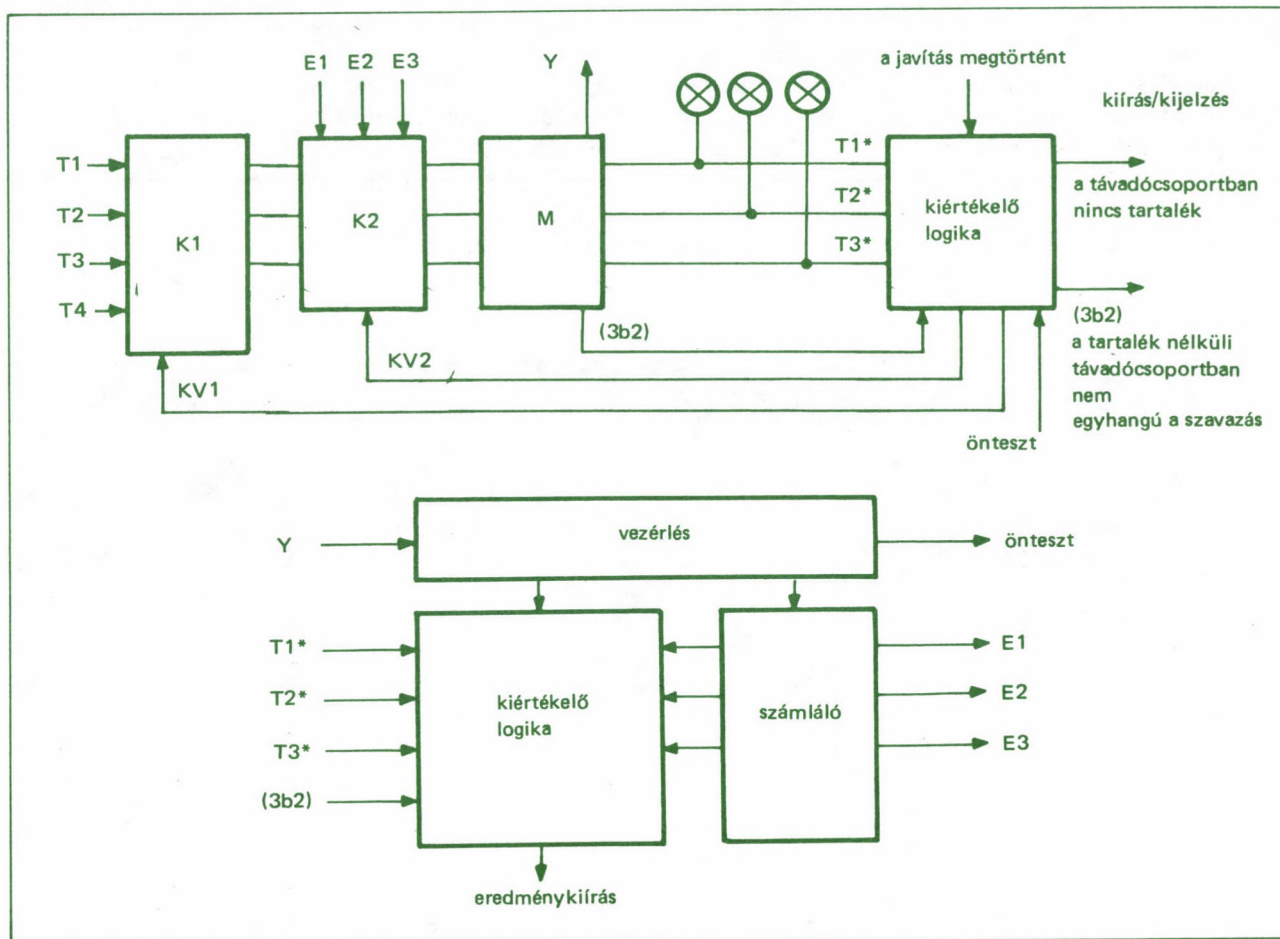 E1
E2
E3
Y
a javítás megtörtént
kiírás/kijelzés
T1
T2
T3
T4
K1
K2
M
T1*
T2*
T3*
kiértékelő
logika
a távadócsoportban
nincs tartalék
(3b2)
a tartalék nélküli
távadócsoportban
nem
egyhangú a szavazás
(3b2)
KV2
KV1
önteszt
Y
vezérlés
önteszt
T1*
T2*
T3*
(3b2)
kiértékelő
logika
számláló
E1
E2
E3
eredménykiírás